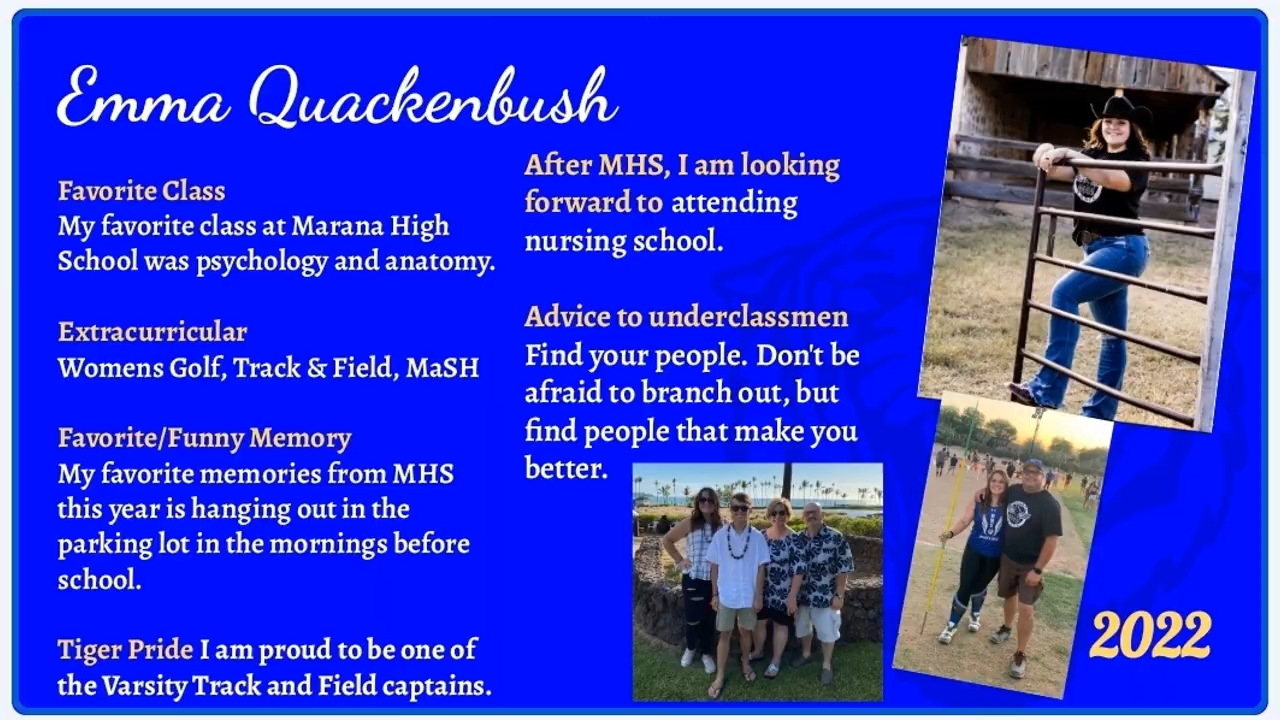 Emma Quackenbush
Favorite Class
My favorite class at Marana High
School was psychology and anatomy.
Extracurricular
Womens Golf, Track & Field, MaSH
Favorite/Funny Memory
My favorite memories from MHS
this year is hanging out in the
parking lot in the mornings before
school.
Tiger Pride I am proud to be one of
the Varsity Track and Field captains.
After MHS, I am looking
forward to attending
nursing school.
Advice to underclassmen
Find your people. Don't be
afraid to branch out, but
find people that make you
better.
2022